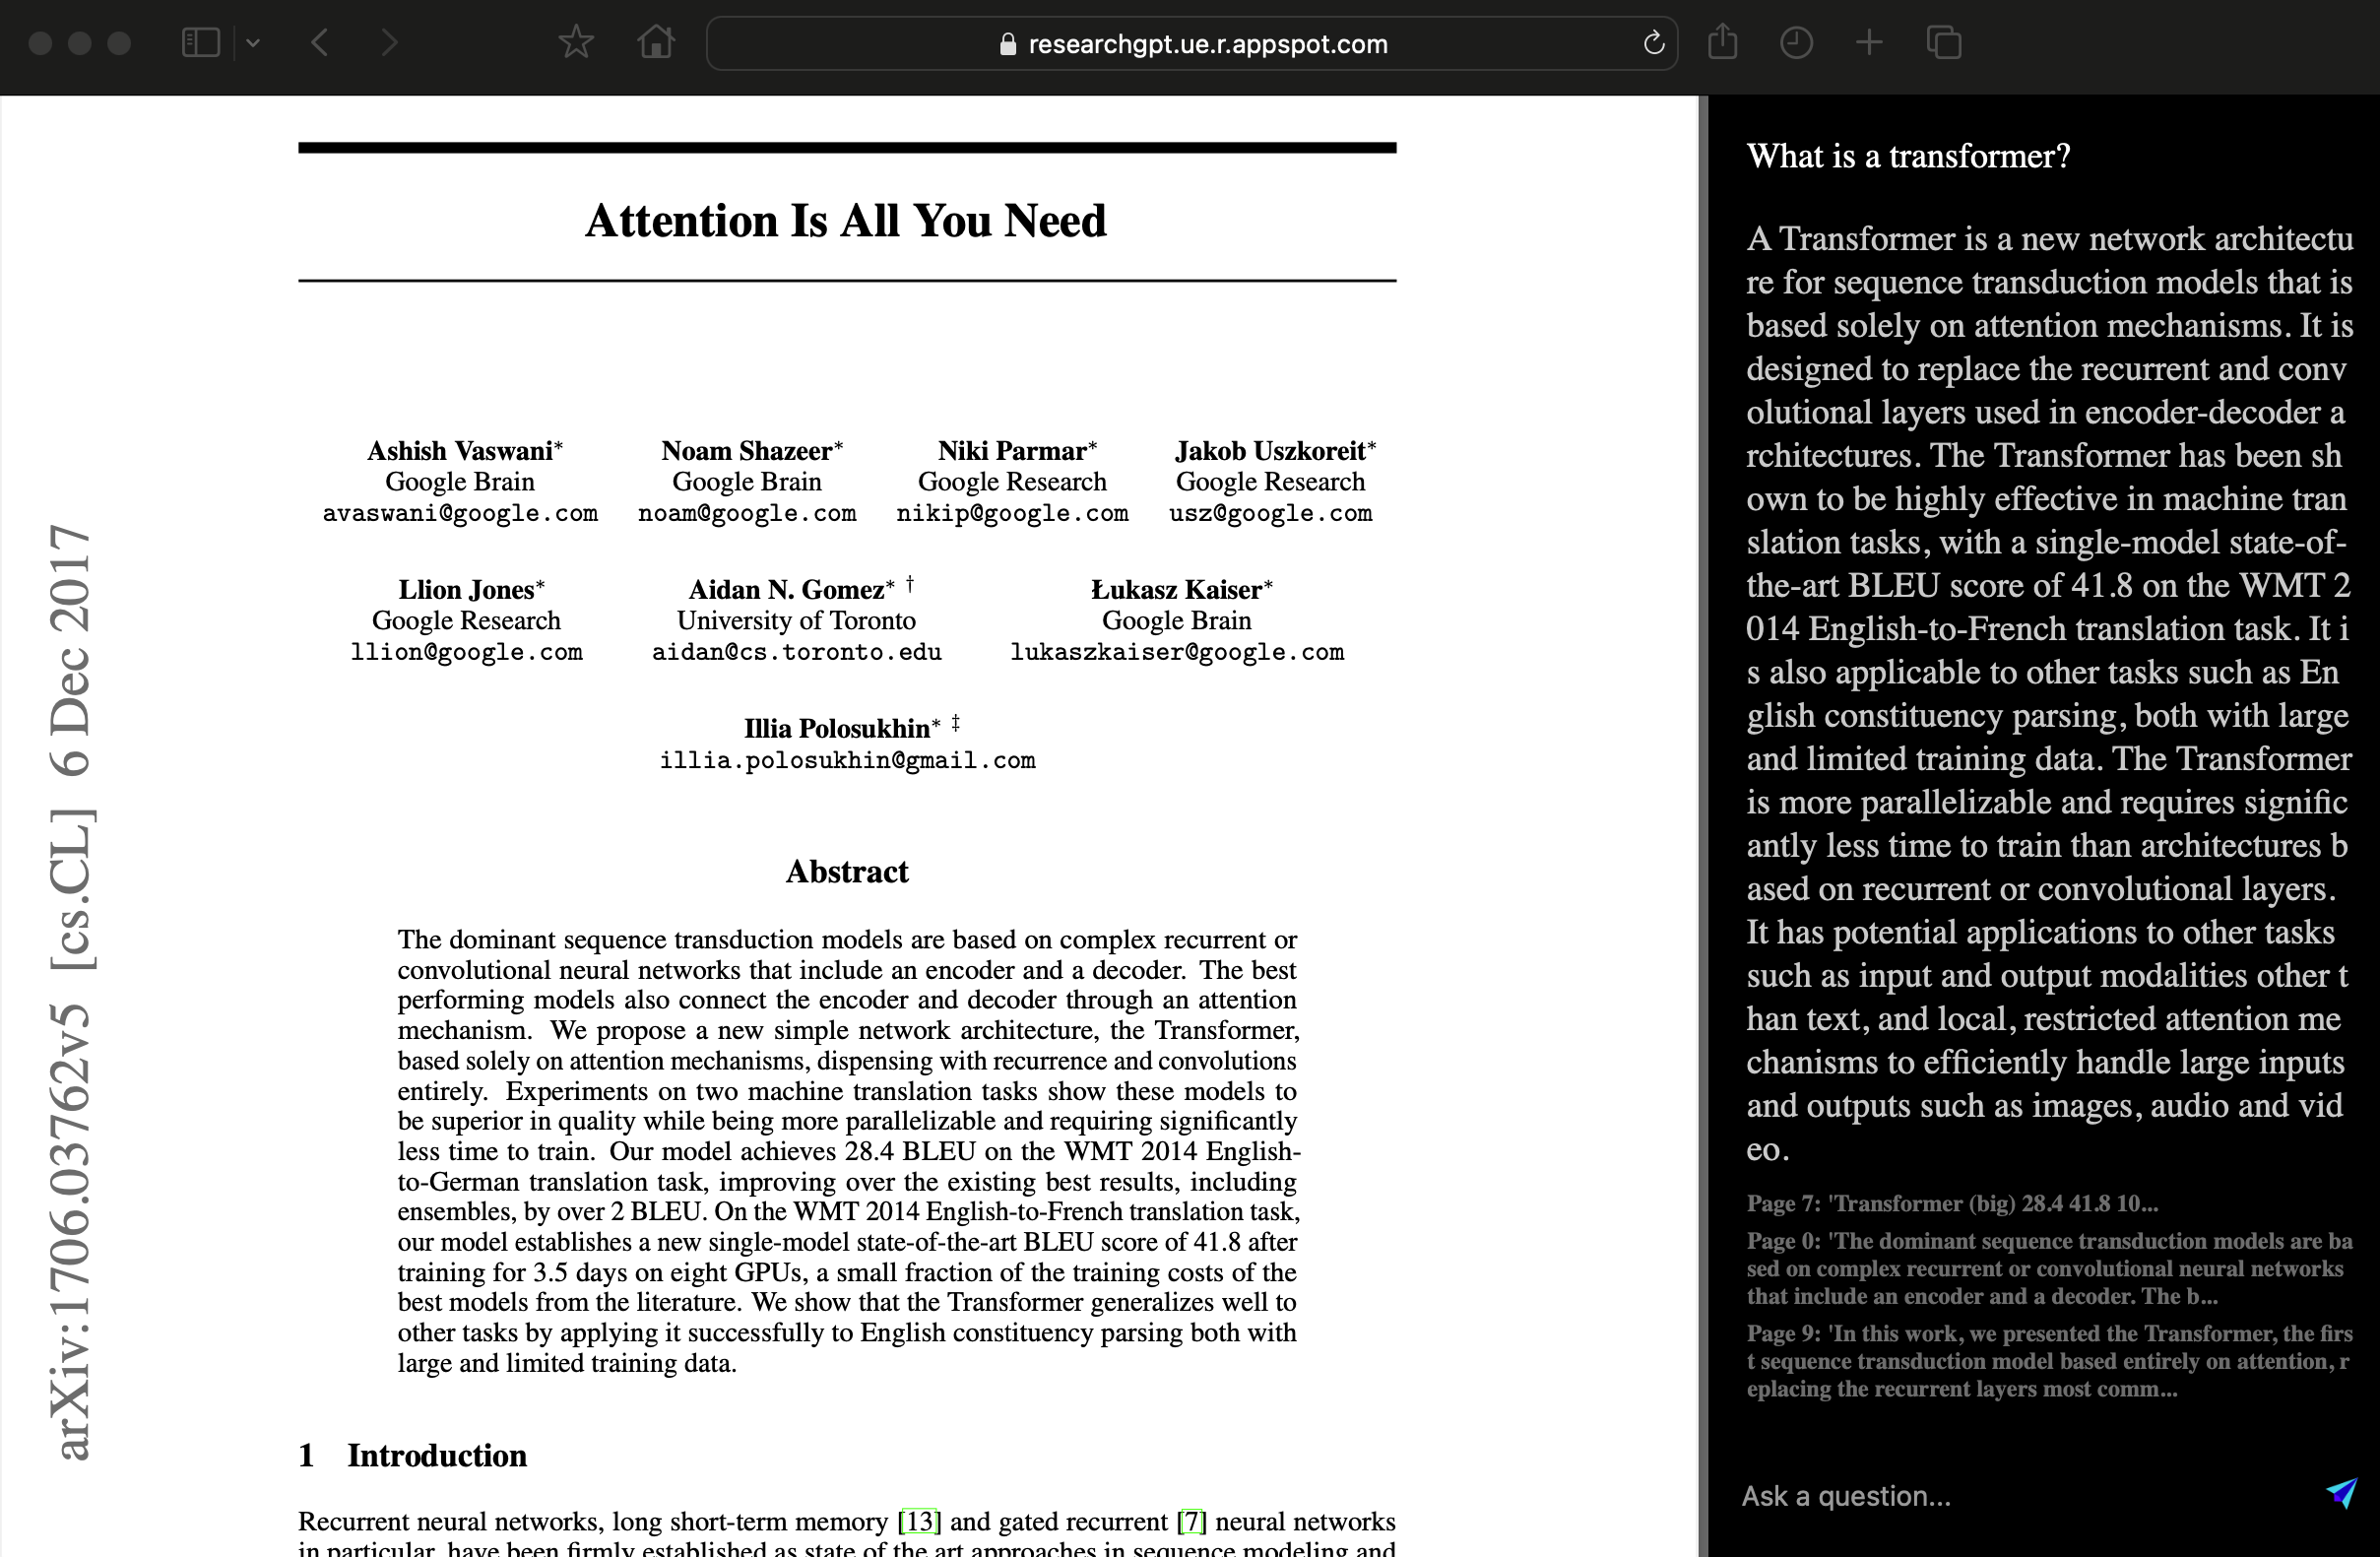 researchgpt.ue.r.appspot.com
arXiv:1706.03762v5 [cs.CL] 6 Dec 2017
Attention Is All You Need
Ashish Vaswani* Noam Shazeer* Niki Parmar* Jakob Uszkoreit*
Google Brain Google Brain Google Research Google Research
avaswani@google.com noam@google.com nikip@google.com usz@google.com
Llion Jones* Aidan N. Gomez* † Łukasz Kaiser*
Google Research University of Toronto Google Brain
llion@google.com aidan@cs.toronto.edu lukaszkaiser@google.com
Illia Polosukhin* ‡
illia.polosukhin@gmail.com
Abstract
The dominant sequence transduction models are based on complex recurrent or
convolutional neural networks that include an encoder and a decoder. The best
performing models also connect the encoder and decoder through an attention
mechanism. We propose a new simple network architecture, the Transformer,
based solely on attention mechanisms, dispensing with recurrence and convolutions
entirely. Experiments on two machine translation tasks show these models to
be superior in quality while being more parallelizable and requiring significantly
less time to train. Our model achieves 28.4 BLEU on the WMT 2014 English-
to-German translation task, improving over the existing best results, including
ensembles, by over 2 BLEU. On the WMT 2014 English-to-French translation task,
our model establishes a new single-model state-of-the-art BLEU score of 41.8 after
training for 3.5 days on eight GPUs, a small fraction of the training costs of the
best models from the literature. We show that the Transformer generalizes well to
other tasks by applying it successfully to English constituency parsing both with
large and limited training data.
1 Introduction
Recurrent neural networks, long short-term memory [13] and gated recurrent [7] neural networks
in particular, have been firmly established as state of the art approaches in sequence modeling and
What is a transformer?
A Transformer is a new network architectu
re for sequence transduction models that is
based solely on attention mechanisms. It is
designed to replace the recurrent and conv
olutional layers used in encoder-decoder a
rchitectures. The Transformer has been sh
own to be highly effective in machine tran
slation tasks, with a single-model state-of-
the-art BLEU score of 41.8 on the WMT 2
014 English-to-French translation task. It i
s also applicable to other tasks such as En
glish constituency parsing, both with large
and limited training data. The Transformer
is more parallelizable and requires signific
antly less time to train than architectures b
ased on recurrent or convolutional layers.
It has potential applications to other tasks
such as input and output modalities other t
han text, and local, restricted attention me
chanisms to efficiently handle large inputs
and outputs such as images, audio and vid
eo.
Page 7: 'Transformer (big) 28.4 41.8 10...
Page 0: 'The dominant sequence transduction models are ba
sed on complex recurrent or convolutional neural networks
that include an encoder and a decoder. The b...
Page 9: 'In this work, we presented the Transformer, the firs
t sequence transduction model based entirely on attention, r
eplacing the recurrent layers most comm...
Ask a question...